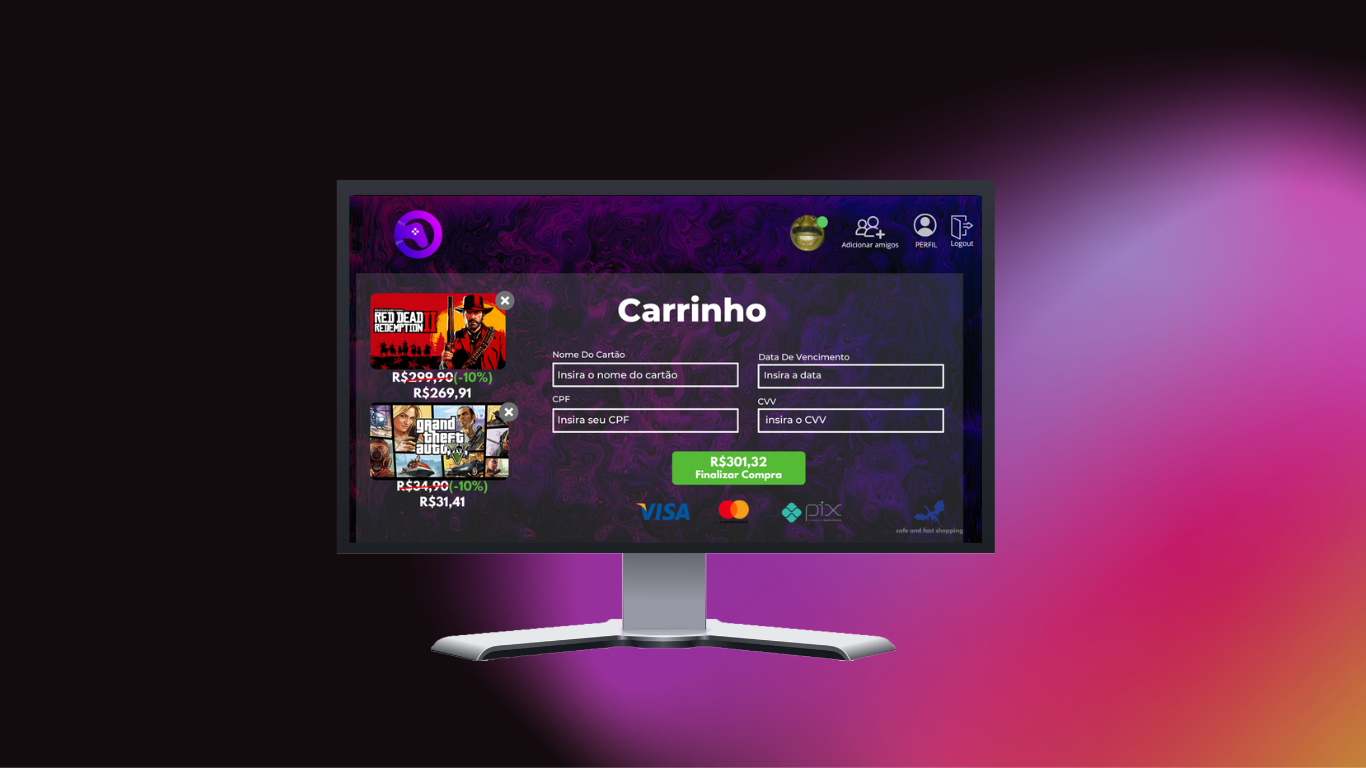 Adicionar amigos
PERFIL
Logout
Carrinho
RED DEAD
REDEMPTION II
R$299,90(-10%)
R$269,91
grand
theft
auto V
R$34,90(-10%)
R$31,41
Nome Do Cartão
Insira o nome do cartão
Data De Vencimento
Insira a data
CPF
Insira seu CPF
CVV
insira o CVV
R$301,32
Finalizar Compra
VISA
pix
safe and fast shopping